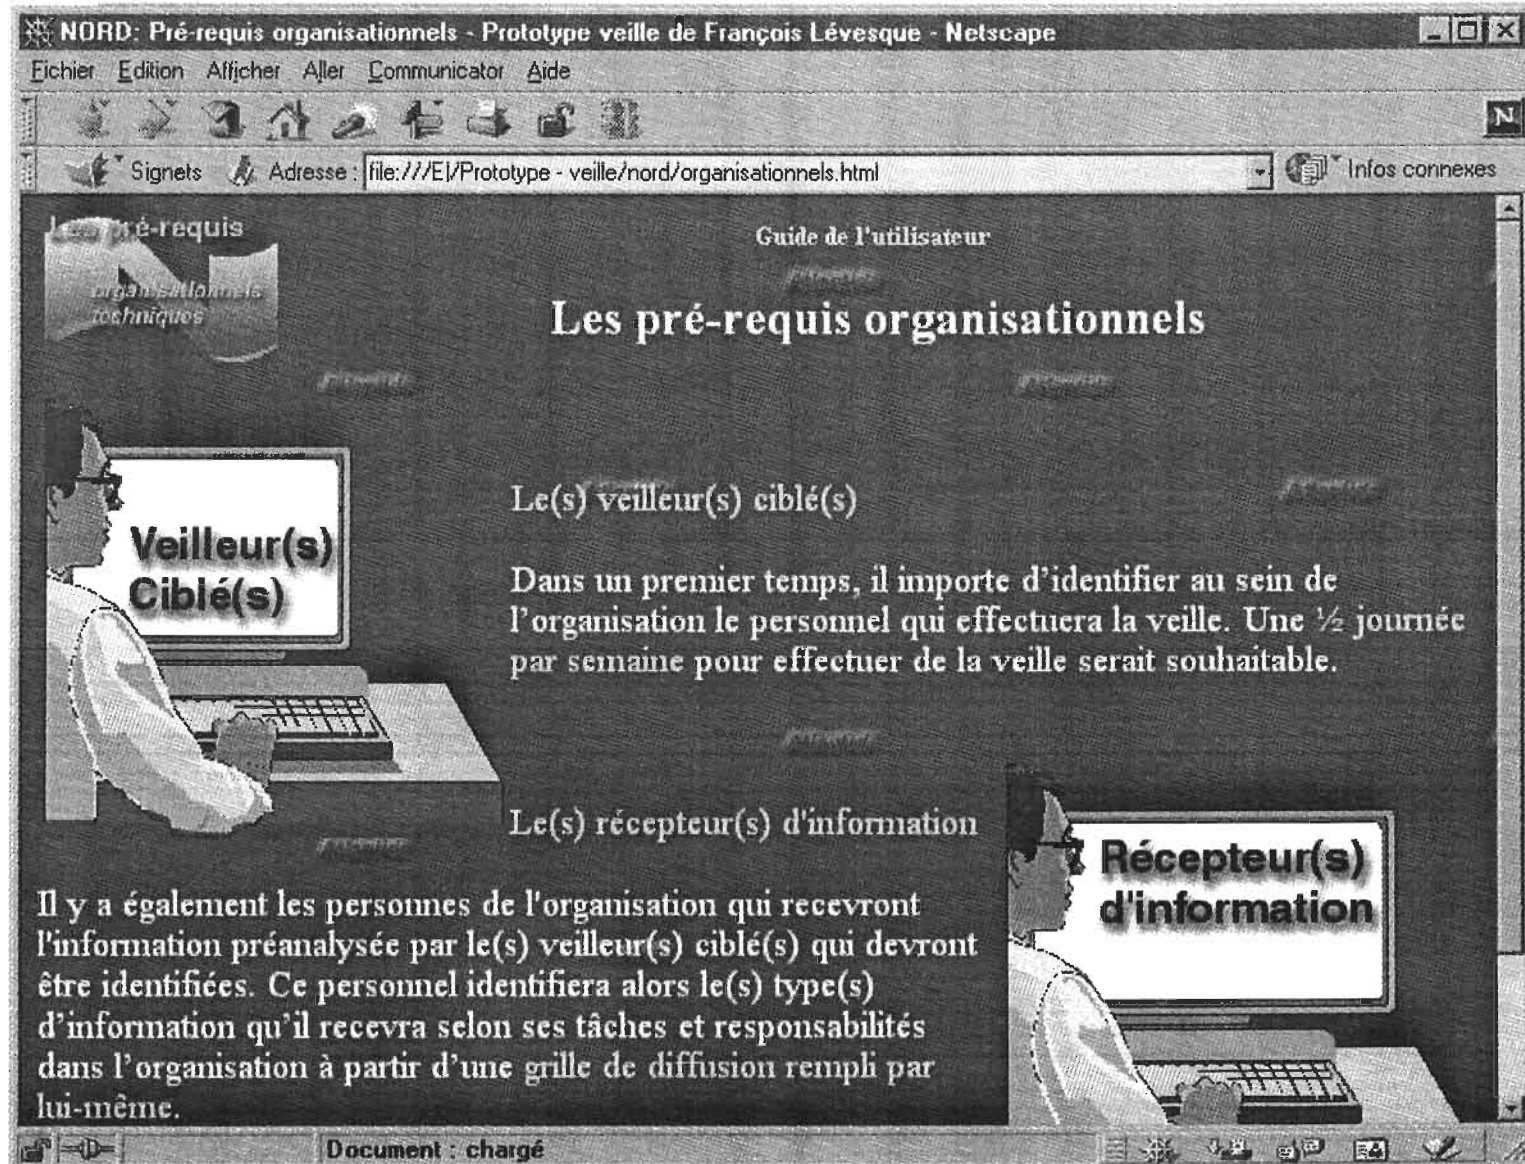 NORD: Pré-requis organisationnels - Prototype veille de François Lévesque - Netscape
Fichier Edition Afficher Aller Communicator Aide
N
Signets Adresse : file:///E|/Prototype - veille/nord/organisationnels.html Infos connexes
Les pré-requis
organisationnels
techniques
Guide de l'utilisateur
Les pré-requis organisationnels
Veilleur(s)
Ciblé(s)
Le(s) veilleur(s) ciblé(s)
Dans un premier temps, il importe d'identifier au sein de
l'organisation le personnel qui effectuera la veille. Une ½ journée
par semaine pour effectuer de la veille serait souhaitable.
Le(s) récepteur(s) d'information
Récepteur(s)
d'information
Il y a également les personnes de l'organisation qui recevront
l'information préanalysée par le(s) veilleur(s) ciblé(s) qui devront
être identifiées. Ce personnel identifiera alors le(s) type(s)
d'information qu'il recevra selon ses tâches et responsabilités
dans l'organisation à partir d'une grille de diffusion rempli par
lui-même.
Document : chargé